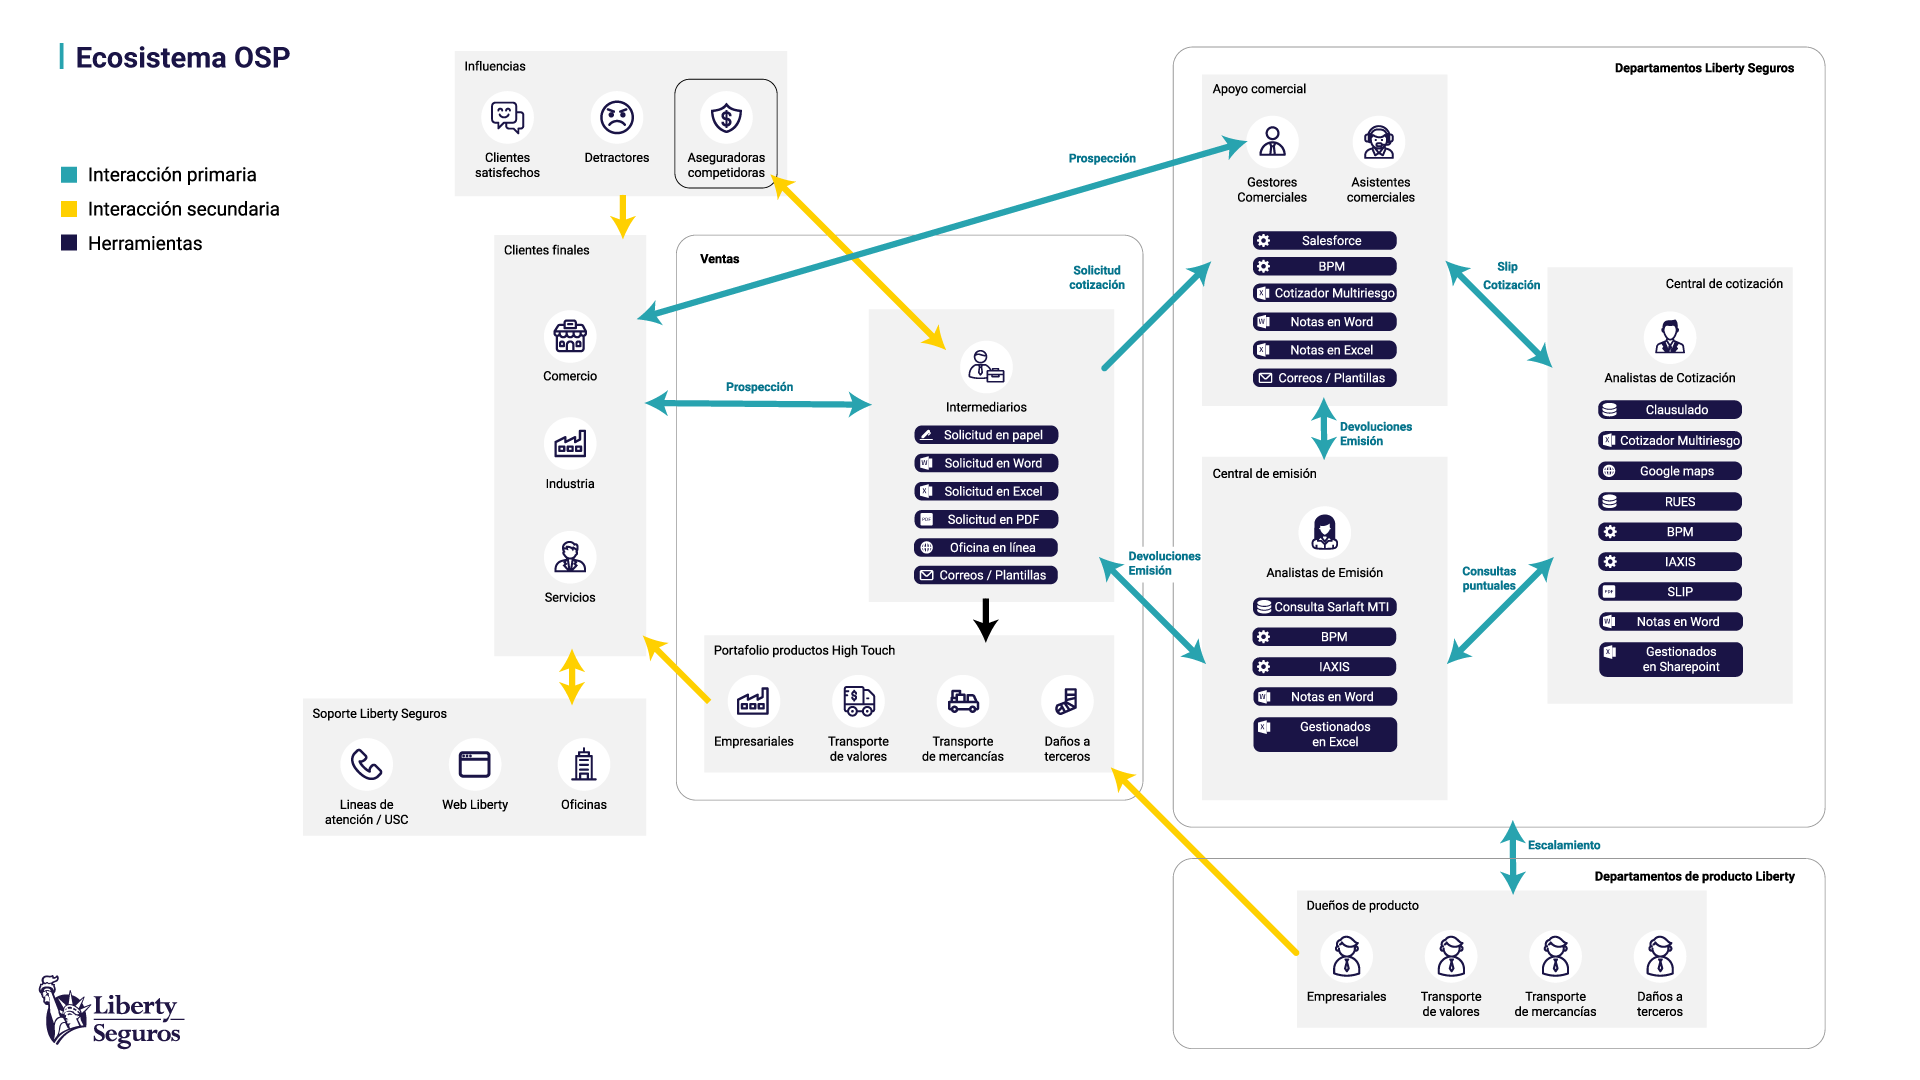 Ecosistema OSP
Interacción primaria
Interacción secundaria
Herramientas
Influencias
Clientes
satisfechos
Detractores
Aseguradoras
competidoras
Clientes finales
Comercio
Industria
Servicios
Soporte Liberty Seguros
Lineas de
atención / USC
Web Liberty
Oficinas
Ventas
Prospección
Prospección
Solicitud
cotización
Intermediarios
Solicitud en papel
W Solicitud en Word
X Solicitud en Excel
PDF Solicitud en PDF
Oficina en línea
Correos / Plantillas
Portafolio productos High Touch
$
Empresariales
Transporte
de valores
Transporte
de mercancías
Daños a
terceros
Departamentos Liberty Seguros
Apoyo comercial
Gestores
Comerciales
Asistentes
comerciales
Salesforce
BPM
X Cotizador Multiriesgo
W Notas en Word
X Notas en Excel
Correos / Plantillas
Slip
Cotización
Devoluciones
Emisión
Devoluciones
Emisión
Consultas
puntuales
Central de emisión
Analistas de Emisión
Consulta Sarlaft MTI
BPM
IAXIS
W Notas en Word
X Gestionados
en Excel
Central de cotización
Analistas de Cotización
Clausulado
X Cotizador Multiriesgo
Google maps
RUES
BPM
IAXIS
PDF SLIP
W Notas en Word
X Gestionados
en Sharepoint
Escalamiento
Departamentos de producto Liberty
Dueños de producto
Empresariales
Transporte
de valores
Transporte
de mercancías
Daños a
terceros
Liberty
Seguros